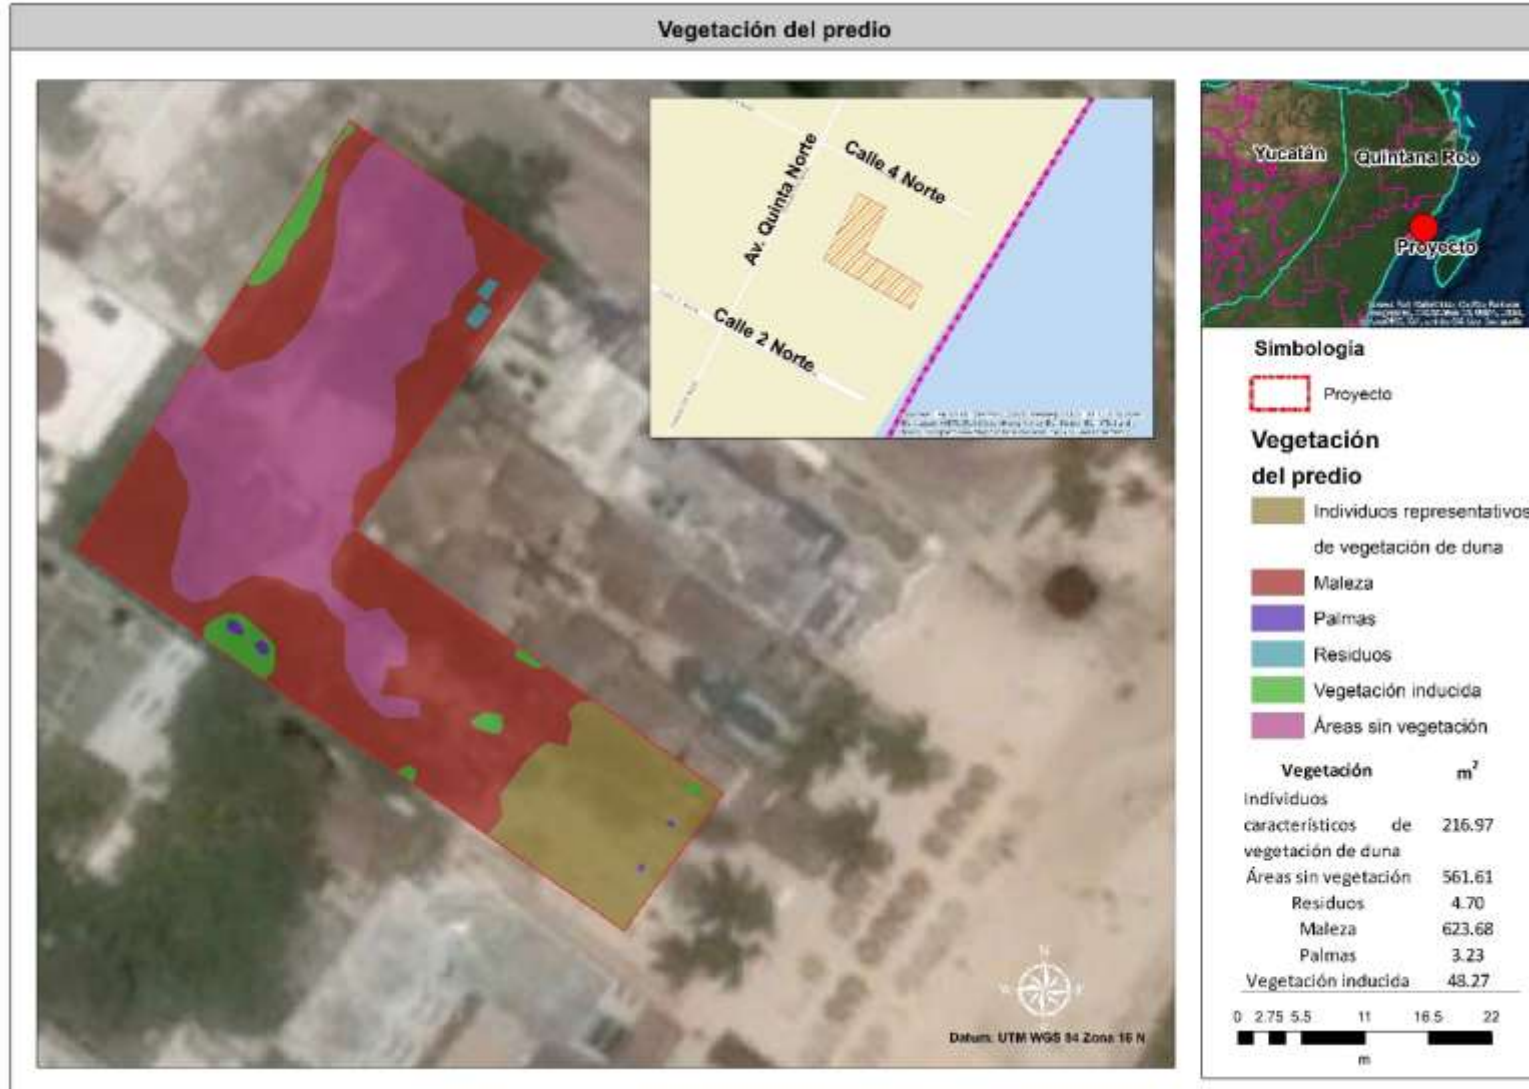 Vegetación del predio
Calle 4 Norte
Av. Quinta Norte
Calle 2 Norte
N
Datum: UTM WGS 84 Zona 16 N
Yucatán
Quintana Roo
Proyecto
Simbología
Proyecto
Vegetación
del predio
Individuos representativos
de vegetación de duna
Maleza
Palmas
Residuos
Vegetación inducida
Áreas sin vegetación
Vegetación m²
Individuos
característicos de 216.97
vegetación de duna
Áreas sin vegetación 561.61
Residuos 4.70
Maleza 623.68
Palmas 3.23
Vegetación inducida 48.27
0 2.75 5.5 11 16.5 22
m